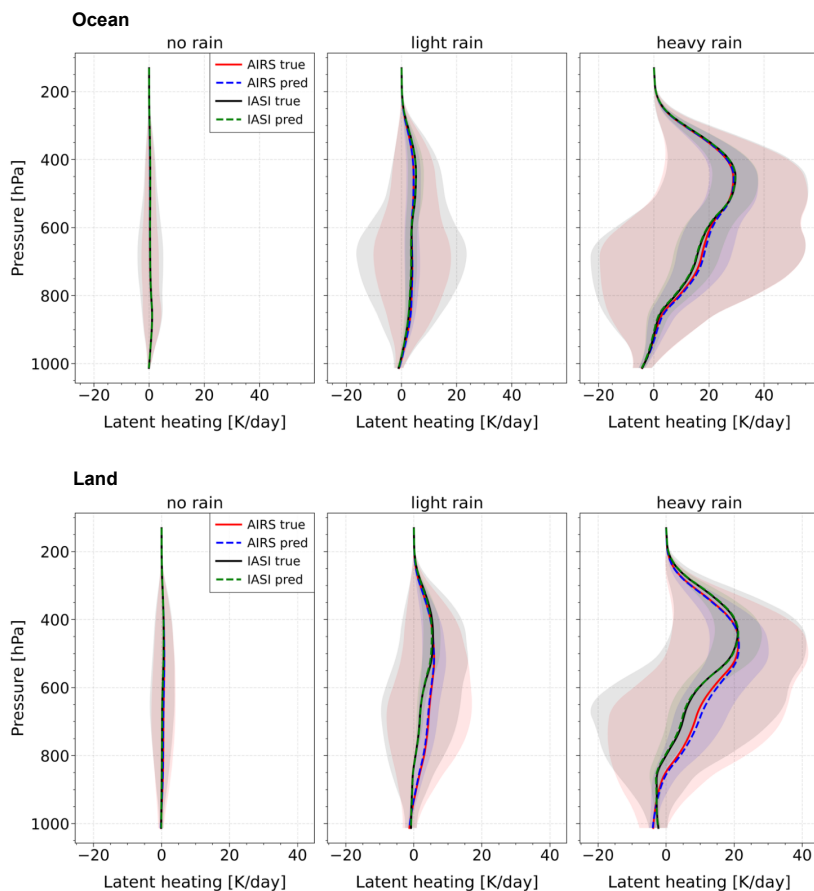 Ocean
no rain light rain heavy rain
AIRS true
AIRS pred
IASI true
IASI pred
200
400
600
800
1000
Pressure [hPa]
−20 0 20 40 −20 0 20 40 −20 0 20 40
Latent heating [K/day] Latent heating [K/day] Latent heating [K/day]
Land
no rain light rain heavy rain
AIRS true
AIRS pred
IASI true
IASI pred
200
400
600
800
1000
Pressure [hPa]
−20 0 20 40 −20 0 20 40 −20 0 20 40
Latent heating [K/day] Latent heating [K/day] Latent heating [K/day]